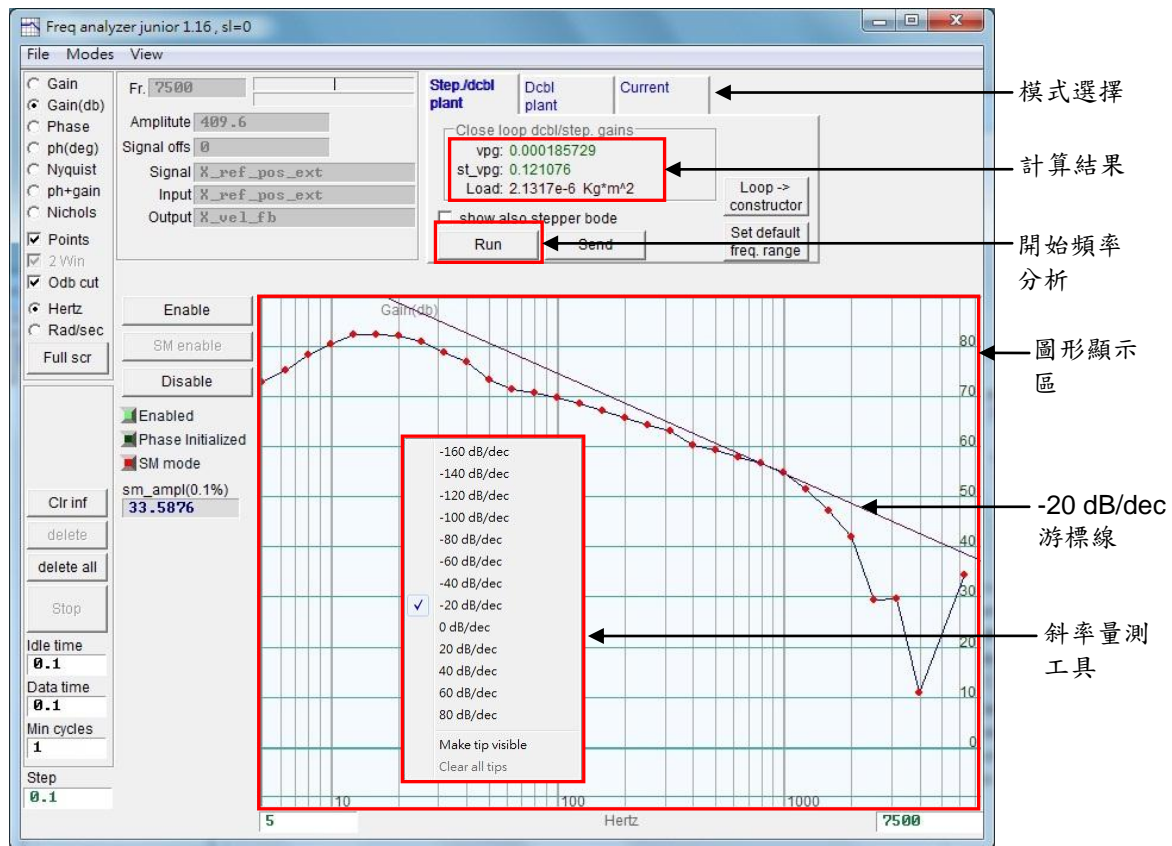 Freq analyzer junior 1.16 , sl=0
File Modes View
Gain
Gain(db)
Phase
ph(deg)
Nyquist
ph+gain
Nichols
Points
2 Win
Odb cut
Hertz
Rad/sec
Full scr
Fr. 7500
Amplitute 409.6
Signal offs 0
Signal X_ref_pos_ext
Input X_ref_pos_ext
Output X_vel_fb
Step./dcbl
plant
Dcbl
plant
Current
Close loop dcbl/step. gains
vpg: 0.000185729
st_vpg: 0.121076
Load: 2.1317e-6 Kg*m^2
show also stepper bode
Run
Send
Loop ->
constructor
Set default
freq. range
模式選擇
計算結果
開始頻率
分析
Enable
SM enable
Disable
Enabled
Phase Initialized
SM mode
sm_ampl(0.1%)
33.5876
Clr inf
delete
delete all
Stop
Idle time
0.1
Data time
0.1
Min cycles
1
Step
0.1
Gain(db)
80
70
60
50
40
30
20
10
0
-160 dB/dec
-140 dB/dec
-120 dB/dec
-100 dB/dec
-80 dB/dec
-60 dB/dec
-40 dB/dec
-20 dB/dec
0 dB/dec
20 dB/dec
40 dB/dec
60 dB/dec
80 dB/dec
Make tip visible
Clear all tips
10
100
1000
5
Hertz
7500
圖形顯示
區
-20 dB/dec
游標線
斜率量測
工具